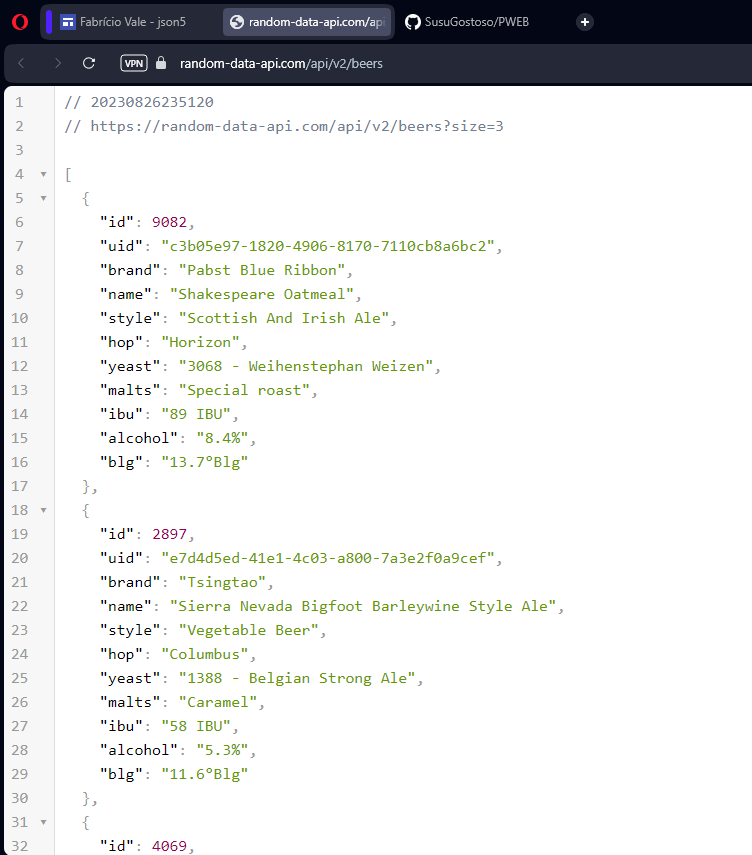 Fabrício Vale - json5
random-data-api.com/api
SusuGostoso/PWEB
VPN
random-data-api.com/api/v2/beers
1 // 20230826235120
2 // https://random-data-api.com/api/v2/beers?size=3
3
4 [
5 {
6 "id": 9082,
7 "uid": "c3b05e97-1820-4906-8170-7110cb8a6bc2",
8 "brand": "Pabst Blue Ribbon",
9 "name": "Shakespeare Oatmeal",
10 "style": "Scottish And Irish Ale",
11 "hop": "Horizon",
12 "yeast": "3068 - Weihenstephan Weizen",
13 "malts": "Special roast",
14 "ibu": "89 IBU",
15 "alcohol": "8.4%",
16 "blg": "13.7°Blg"
17 },
18 {
19 "id": 2897,
20 "uid": "e7d4d5ed-41e1-4c03-a800-7a3e2f0a9cef",
21 "brand": "Tsingtao",
22 "name": "Sierra Nevada Bigfoot Barleywine Style Ale",
23 "style": "Vegetable Beer",
24 "hop": "Columbus",
25 "yeast": "1388 - Belgian Strong Ale",
26 "malts": "Caramel",
27 "ibu": "58 IBU",
28 "alcohol": "5.3%",
29 "blg": "11.6°Blg"
30 },
31 {
32 "id": 4069,